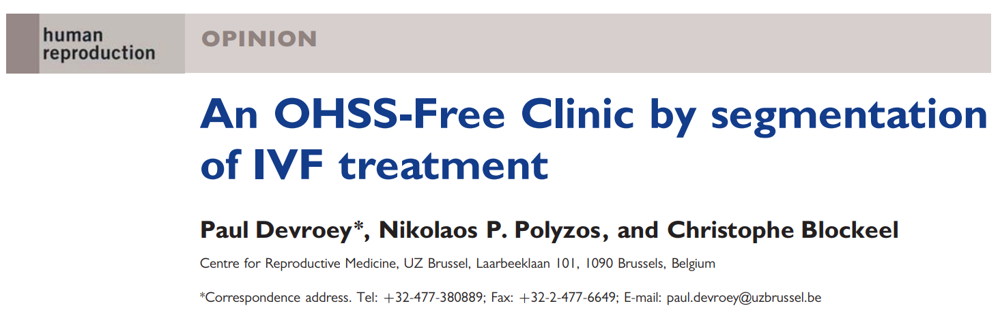 human
reproduction
OPINION
An OHSS-Free Clinic by segmentation
of IVF treatment
Paul Devroey*, Nikolaos P. Polyzos, and Christophe Blockeel
Centre for Reproductive Medicine, UZ Brussel, Laarbeeklaan 101, 1090 Brussels, Belgium
*Correspondence address. Tel: +32-477-380889; Fax: +32-2-477-6649; E-mail: paul.devroey@uzbrussel.be